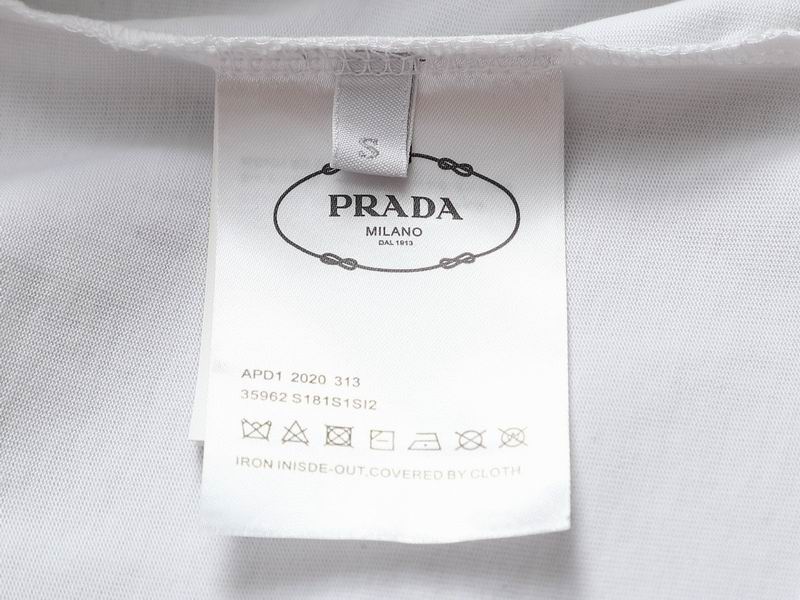 S
PRADA
MILANO
DAL 1913
APD1 2020 313
35962 S181S1SI2
IRON INISDE-OUT,COVERED BY CLOTH